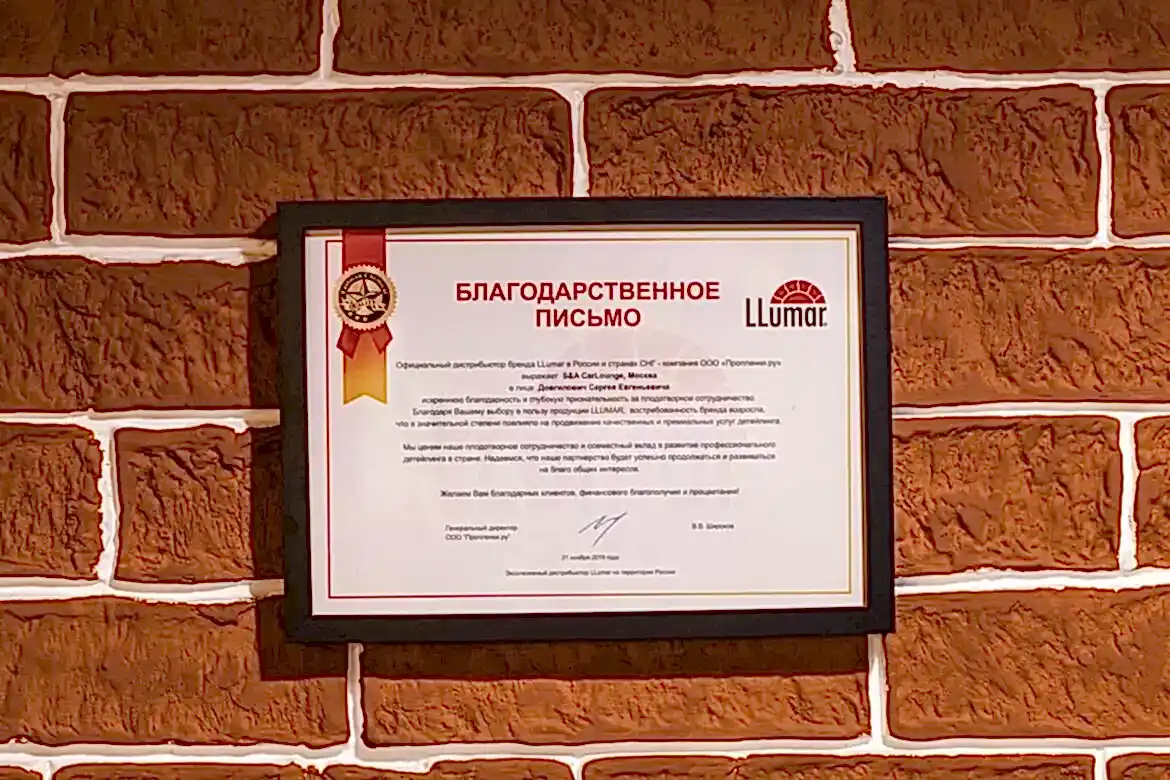 БЛАГОДАРСТВЕННОЕ
ПИСЬМО
LLumar
Официальный дистрибьютор бренда LLumar в России и странах СНГ - компания ООО «Пропленки.ру»
выражает S&A CarLounge, Москва
в лице Довгилович Сергея Евгеньевича
искреннюю благодарность и глубокую признательность за плодотворное сотрудничество.
Благодаря Вашему выбору в пользу продукции LLUMAR, востребованность бренда возросла,
что в значительной степени повлияло на продвижение качественных и премиальных услуг детейлинга.
Мы ценим наше плодотворное сотрудничество и совместный вклад в развитие профессионального
детейлинга в стране. Надеемся, что наше партнерство будет успешно продолжаться и развиваться
на благо общих интересов.
Желаем Вам благодарных клиентов, финансового благополучия и процветания!
Генеральный директор
ООО "Пропленки.ру"
В.В. Широков
21 ноября 2019 года
Эксклюзивный дистрибьютор LLumar на территории России